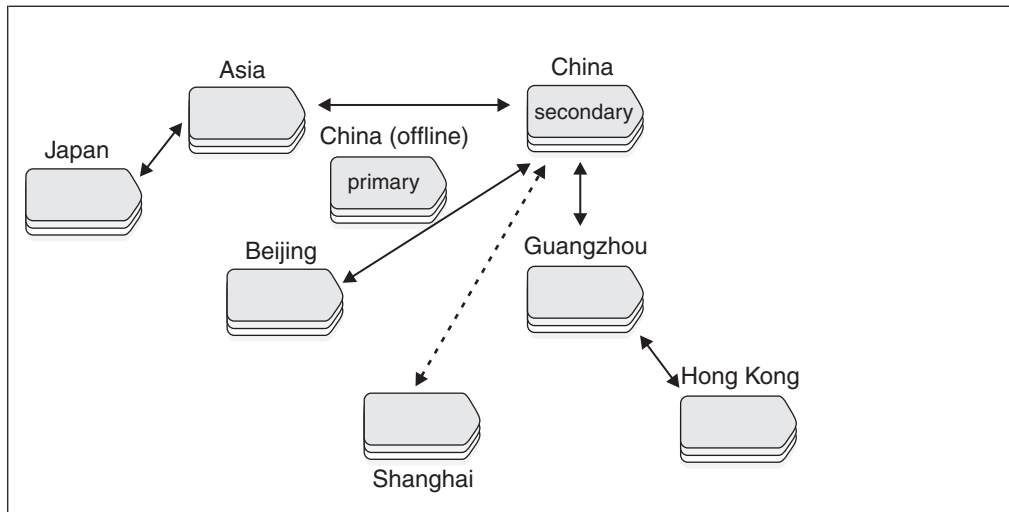 China
Asia
secondary
China (offline)
Japan
primary
Beijing
Guangzhou
Hong Kong
Shanghai